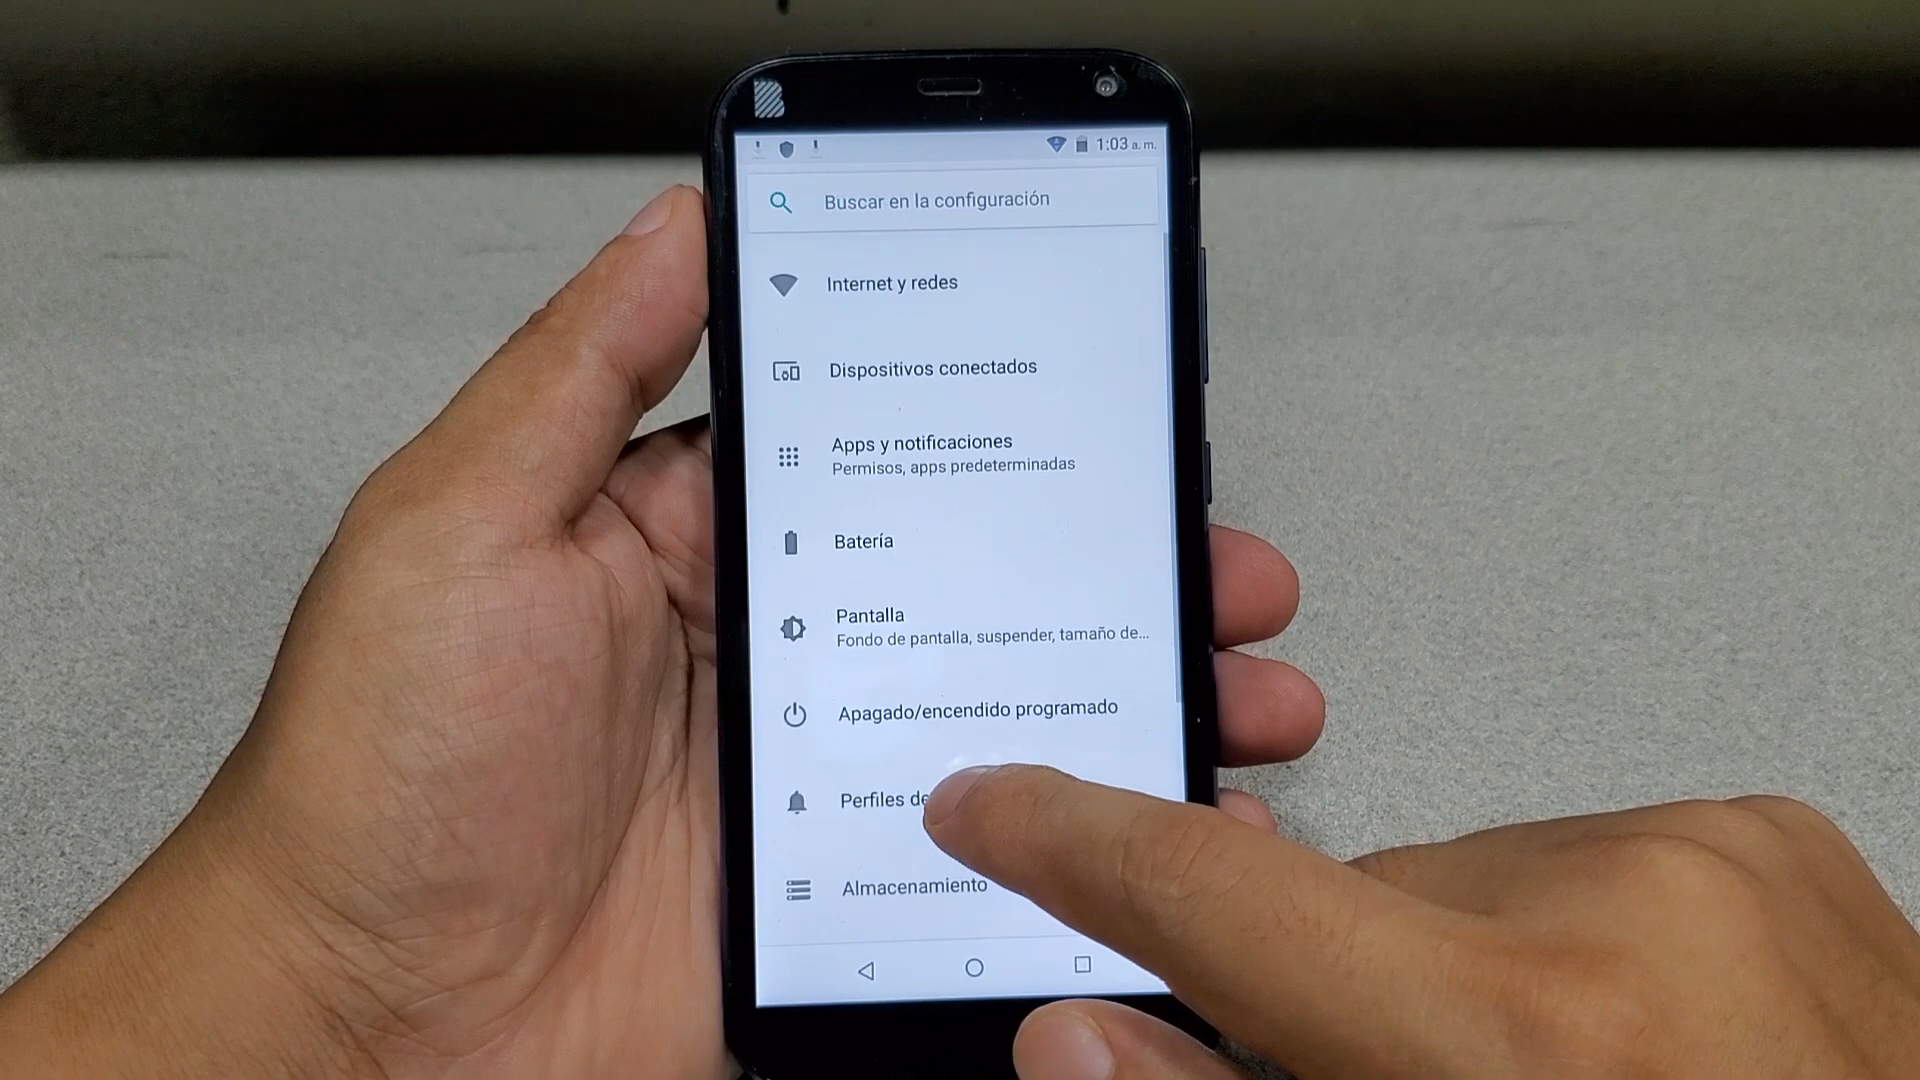 1:03 a. m.
Buscar en la configuración
Internet y redes
Dispositivos conectados
Apps y notificaciones
Permisos, apps predeterminadas
Batería
Pantalla
Fondo de pantalla, suspender, tamaño de...
Apagado/encendido programado
Perfiles de
Almacenamiento